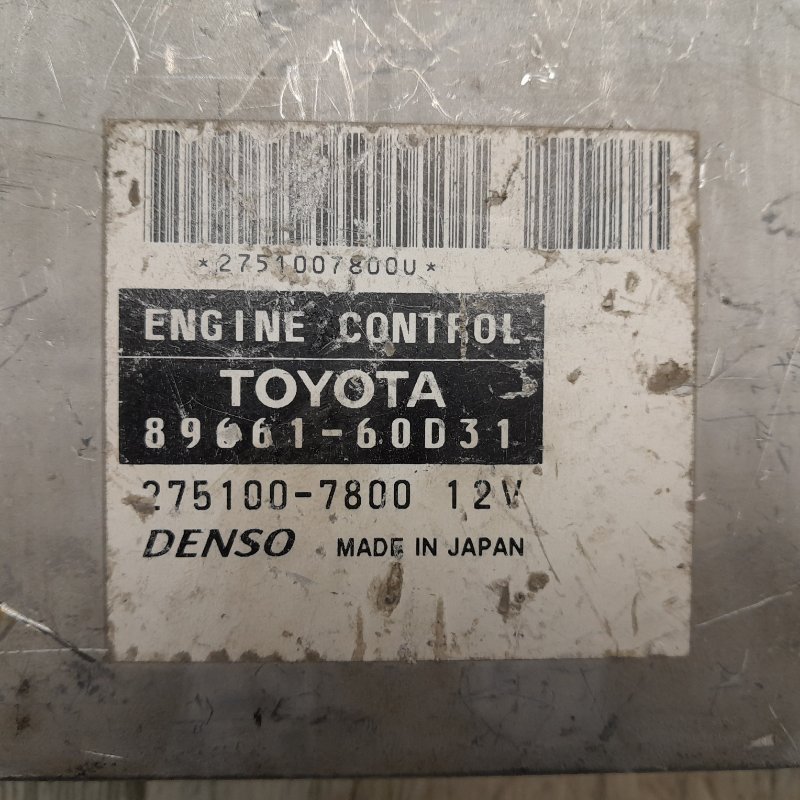 *2751007800U*
ENGINE CONTROL
TOYOTA
89661-60D31
275100-7800 12V
DENSO MADE IN JAPAN